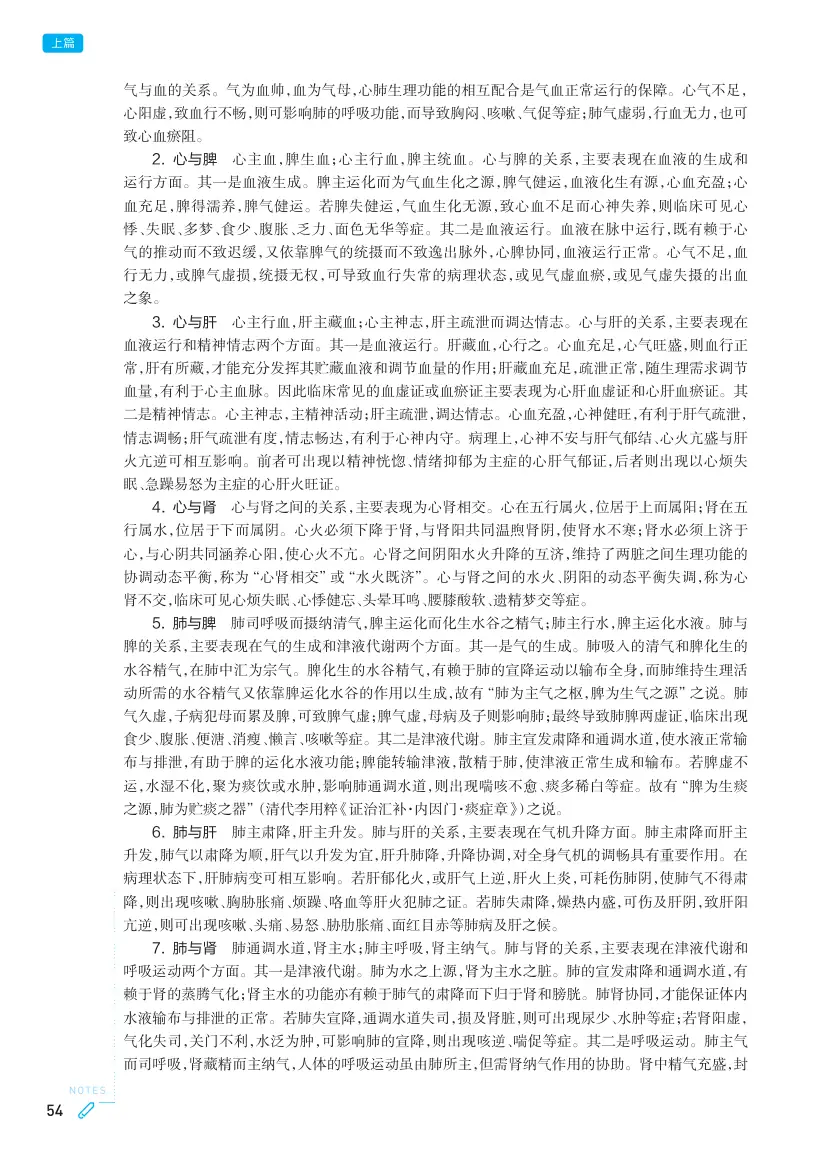 上篇
气与血的关系。气为血帅,血为气母,心肺生理功能的相互配合是气血正常运行的保障。心气不足,
心阳虚,致血行不畅,则可影响肺的呼吸功能,而导致胸闷、咳嗽、气促等症;肺气虚弱,行血无力,也可
致心血瘀阻。
2. 心与脾 心主血,脾生血;心主行血,脾主统血。心与脾的关系,主要表现在血液的生成和
运行方面。其一是血液生成。脾主运化而为气血生化之源,脾气健运,血液化生有源,心血充盈;心
血充足,脾得濡养,脾气健运。若脾失健运,气血生化无源,致心血不足而心神失养,则临床可见心
悸、失眠、多梦、食少、腹胀、乏力、面色无华等症。其二是血液运行。血液在脉中运行,既有赖于心
气的推动而不致迟缓,又依靠脾气的统摄而不致逸出脉外,心脾协同,血液运行正常。心气不足,血
行无力,或脾气虚损,统摄无权,可导致血行失常的病理状态,或见气虚血瘀,或见气虚失摄的出血
之象。
3. 心与肝 心主行血,肝主藏血;心主神志,肝主疏泄而调达情志。心与肝的关系,主要表现在
血液运行和精神情志两个方面。其一是血液运行。肝藏血,心行之。心血充足,心气旺盛,则血行正
常,肝有所藏,才能充分发挥其贮藏血液和调节血量的作用;肝藏血充足,疏泄正常,随生理需求调节
血量,有利于心主血脉。因此临床常见的血虚证或血瘀证主要表现为心肝血虚证和心肝血瘀证。其
二是精神情志。心主神志,主精神活动;肝主疏泄,调达情志。心血充盈,心神健旺,有利于肝气疏泄,
情志调畅;肝气疏泄有度,情志畅达,有利于心神内守。病理上,心神不安与肝气郁结、心火亢盛与肝
火亢逆可相互影响。前者可出现以精神恍惚、情绪抑郁为主症的心肝气郁证,后者则出现以心烦失
眠、急躁易怒为主症的心肝火旺证。
4. 心与肾 心与肾之间的关系,主要表现为心肾相交。心在五行属火,位居于上而属阳;肾在五
行属水,位居于下而属阴。心火必须下降于肾,与肾阳共同温煦肾阴,使肾水不寒;肾水必须上济于
心,与心阴共同涵养心阳,使心火不亢。心肾之间阴阳水火升降的互济,维持了两脏之间生理功能的
协调动态平衡,称为“心肾相交”或“水火既济”。心与肾之间的水火、阴阳的动态平衡失调,称为心
肾不交,临床可见心烦失眠、心悸健忘、头晕耳鸣、腰膝酸软、遗精梦交等症。
5. 肺与脾 肺司呼吸而摄纳清气,脾主运化而化生水谷之精气;肺主行水,脾主运化水液。肺与
脾的关系,主要表现在气的生成和津液代谢两个方面。其一是气的生成。肺吸入的清气和脾化生的
水谷精气,在肺中汇为宗气。脾化生的水谷精气,有赖于肺的宣降运动以输布全身,而肺维持生理活
动所需的水谷精气又依靠脾运化水谷的作用以生成,故有“肺为主气之枢,脾为生气之源”之说。肺
气久虚,子病犯母而累及脾,可致脾气虚;脾气虚,母病及子则影响肺;最终导致肺脾两虚证,临床出现
食少、腹胀、便溏、消瘦、懒言、咳嗽等症。其二是津液代谢。肺主宣发肃降和通调水道,使水液正常输
布与排泄,有助于脾的运化水液功能;脾能转输津液,散精于肺,使津液正常生成和输布。若脾虚不
运,水湿不化,聚为痰饮或水肿,影响肺通调水道,则出现喘咳不愈、痰多稀白等症。故有“脾为生痰
之源,肺为贮痰之器”(清代李用粹《证治汇补·内因门·痰症章》)之说。
6. 肺与肝 肺主肃降,肝主升发。肺与肝的关系,主要表现在气机升降方面。肺主肃降而肝主
升发,肺气以肃降为顺,肝气以升发为宜,肝升肺降,升降协调,对全身气机的调畅具有重要作用。在
病理状态下,肝肺病变可相互影响。若肝郁化火,或肝气上逆,肝火上炎,可耗伤肺阴,使肺气不得肃
降,则出现咳嗽、胸胁胀痛、烦躁、咯血等肝火犯肺之证。若肺失肃降,燥热内盛,可伤及肝阴,致肝阳
亢逆,则可出现咳嗽、头痛、易怒、胁肋胀痛、面红目赤等肺病及肝之候。
7. 肺与肾 肺通调水道,肾主水;肺主呼吸,肾主纳气。肺与肾的关系,主要表现在津液代谢和
呼吸运动两个方面。其一是津液代谢。肺为水之上源,肾为主水之脏。肺的宣发肃降和通调水道,有
赖于肾的蒸腾气化;肾主水的功能亦有赖于肺气的肃降而下归于肾和膀胱。肺肾协同,才能保证体内
水液输布与排泄的正常。若肺失宣降,通调水道失司,损及肾脏,则可出现尿少、水肿等症;若肾阳虚,
气化失司,关门不利,水泛为肿,可影响肺的宣降,则出现咳逆、喘促等症。其二是呼吸运动。肺主气
而司呼吸,肾藏精而主纳气,人体的呼吸运动虽由肺所主,但需肾纳气作用的协助。肾中精气充盛,封
NOTES
54